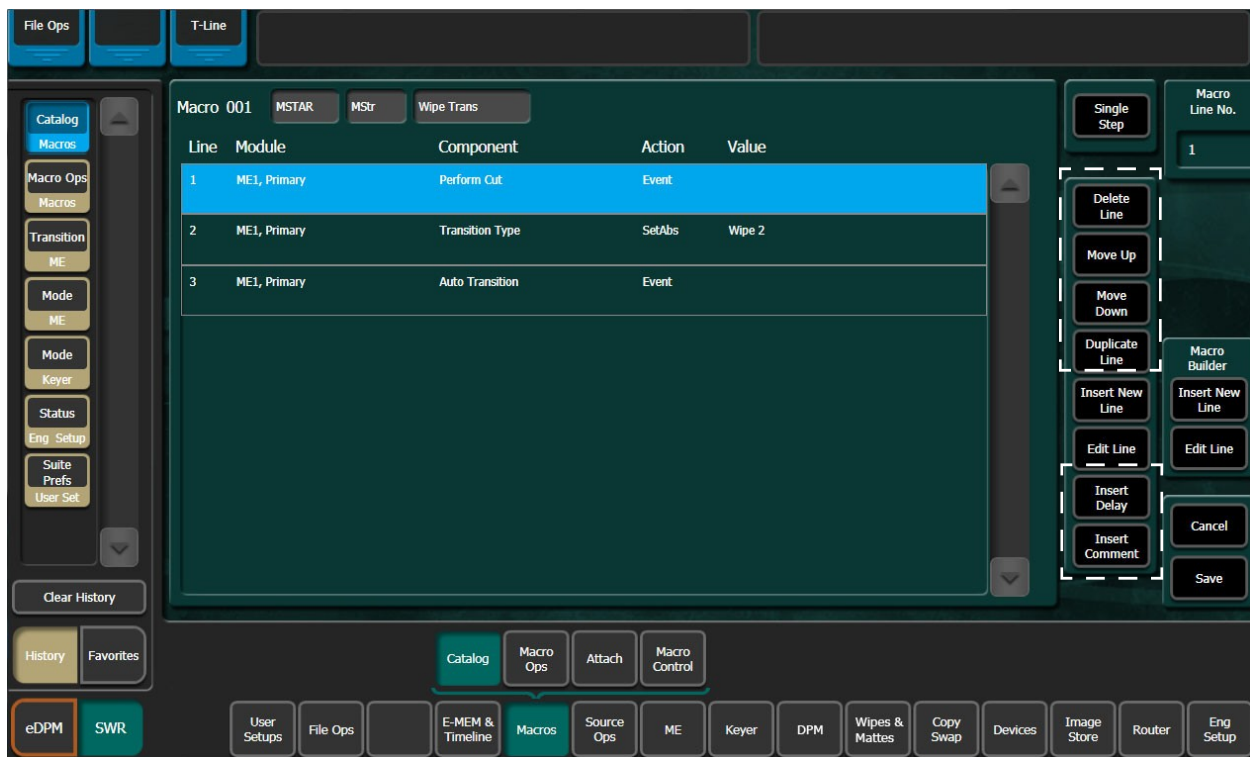 File Ops
T-Line
Catalog
Macros
Macro Ops
Macros
Transition
ME
Mode
ME
Mode
Keyer
Status
Eng Setup
Suite
Prefs
User Set
Clear History
History
Favorites
eDPM
SWR
Macro 001
MSTAR
MStr
Wipe Trans
Line Module Component Action Value
1 ME1, Primary Perform Cut Event
2 ME1, Primary Transition Type SetAbs Wipe 2
3 ME1, Primary Auto Transition Event
Single
Step
Delete
Line
Move Up
Move
Down
Duplicate
Line
Insert New
Line
Edit Line
Insert
Delay
Insert
Comment
Macro
Line No.
1
Macro
Builder
Insert New
Line
Edit Line
Cancel
Save
Catalog
Macro
Ops
Attach
Macro
Control
User
Setups
File Ops
E-MEM &
Timeline
Macros
Source
Ops
ME
Keyer
DPM
Wipes &
Mattes
Copy
Swap
Devices
Image
Store
Router
Eng
Setup